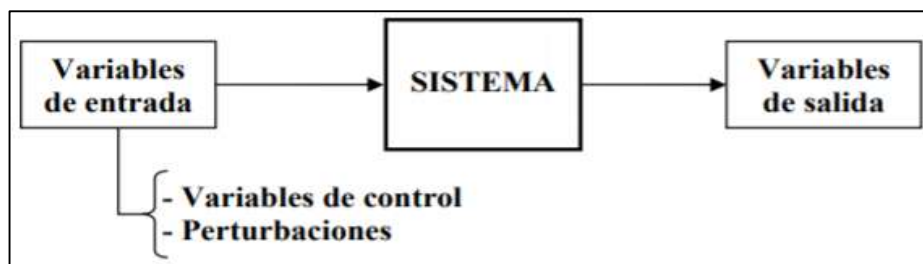 Variables
de entrada
SISTEMA
Variables
de salida
- Variables de control
- Perturbaciones